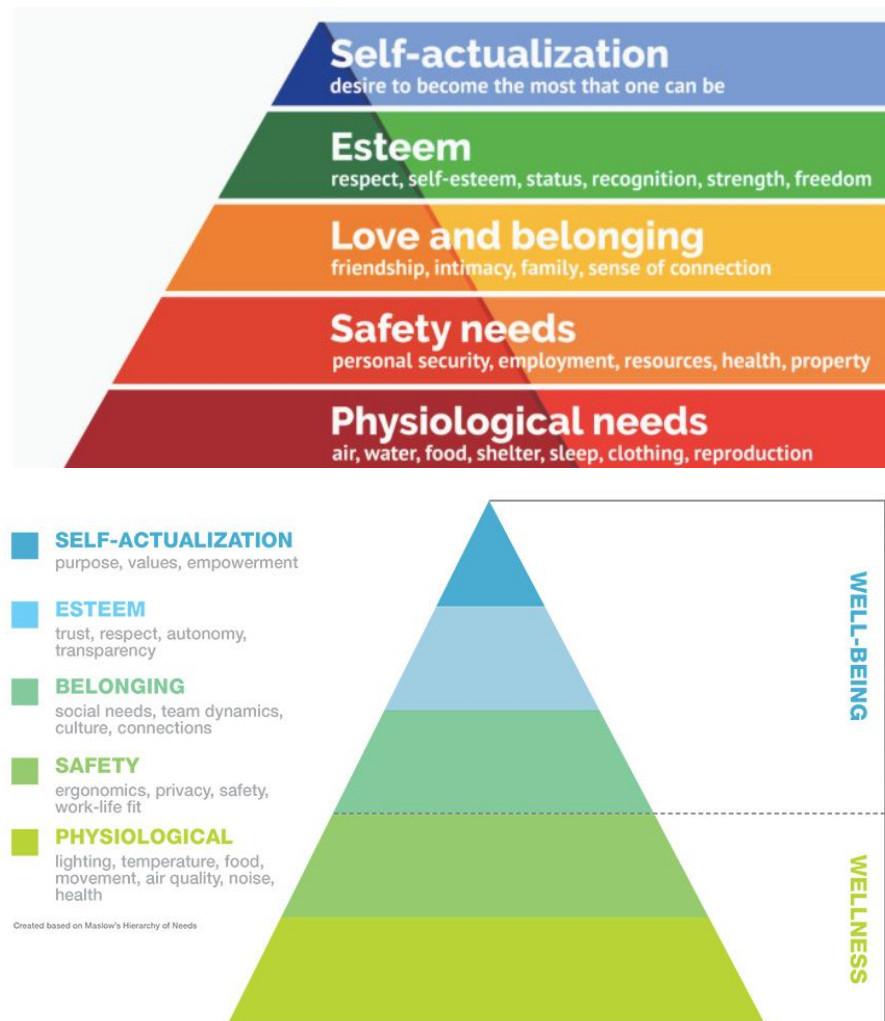 Self-actualization
desire to become the most that one can be
Esteem
respect, self-esteem, status, recognition, strength, freedom
Love and belonging
friendship, intimacy, family, sense of connection
Safety needs
personal security, employment, resources, health, property
Physiological needs
air, water, food, shelter, sleep, clothing, reproduction
SELF-ACTUALIZATION
purpose, values, empowerment
ESTEEM
trust, respect, autonomy,
transparency
BELONGING
social needs, team dynamics,
culture, connections
SAFETY
ergonomics, privacy, safety,
work-life fit
PHYSIOLOGICAL
lighting, temperature, food,
movement, air quality, noise,
health
Created based on Maslow's Hierarchy of Needs
WELL-BEING
WELLNESS